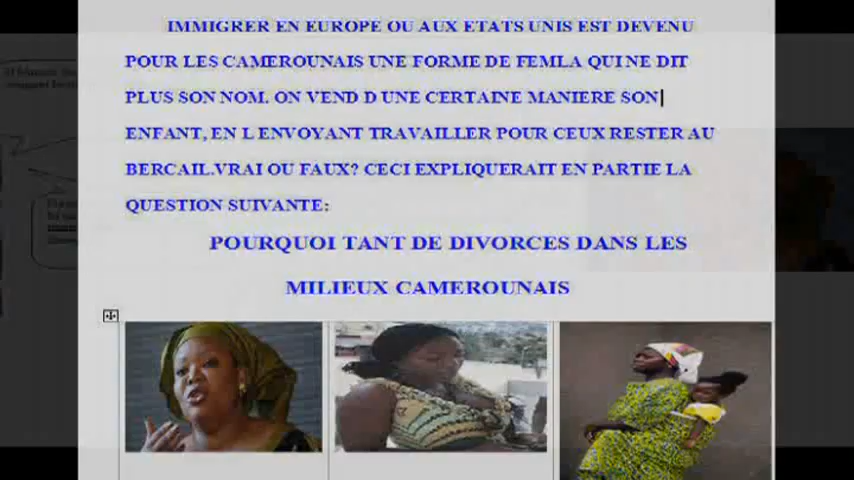 IMMIGRER EN EUROPE OU AUX ETATS UNIS EST DEVENU
POUR LES CAMEROUNAIS UNE FORME DE FEMLA QUI NE DIT
PLUS SON NOM. ON VEND D UNE CERTAINE MANIERE SON
ENFANT, EN L ENVOYANT TRAVAILLER POUR CEUX RESTER AU
BERCAIL.VRAI OU FAUX? CECI EXPLIQUERAIT EN PARTIE LA
QUESTION SUIVANTE:
POURQUOI TANT DE DIVORCES DANS LES
MILIEUX CAMEROUNAIS